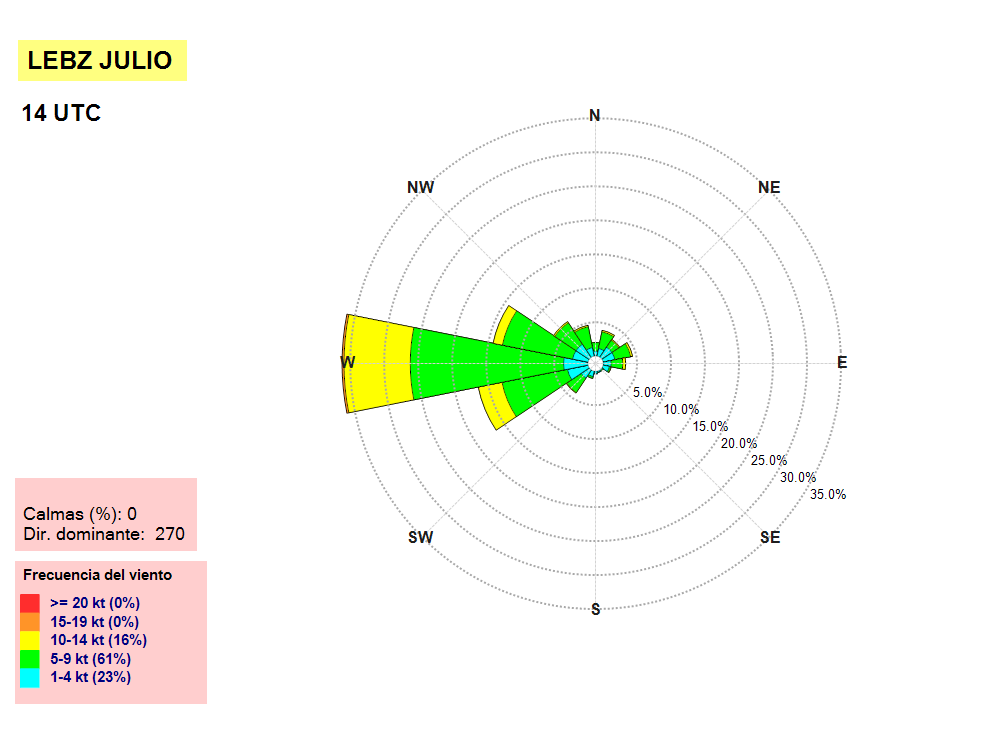 LEBZ JULIO
14 UTC
N
NW
NE
W
E
5.0%
10.0%
15.0%
20.0%
25.0%
30.0%
35.0%
SW
SE
S
Calmas (%): 0
Dir. dominante: 270
Frecuencia del viento
>= 20 kt (0%)
15-19 kt (0%)
10-14 kt (16%)
5-9 kt (61%)
1-4 kt (23%)